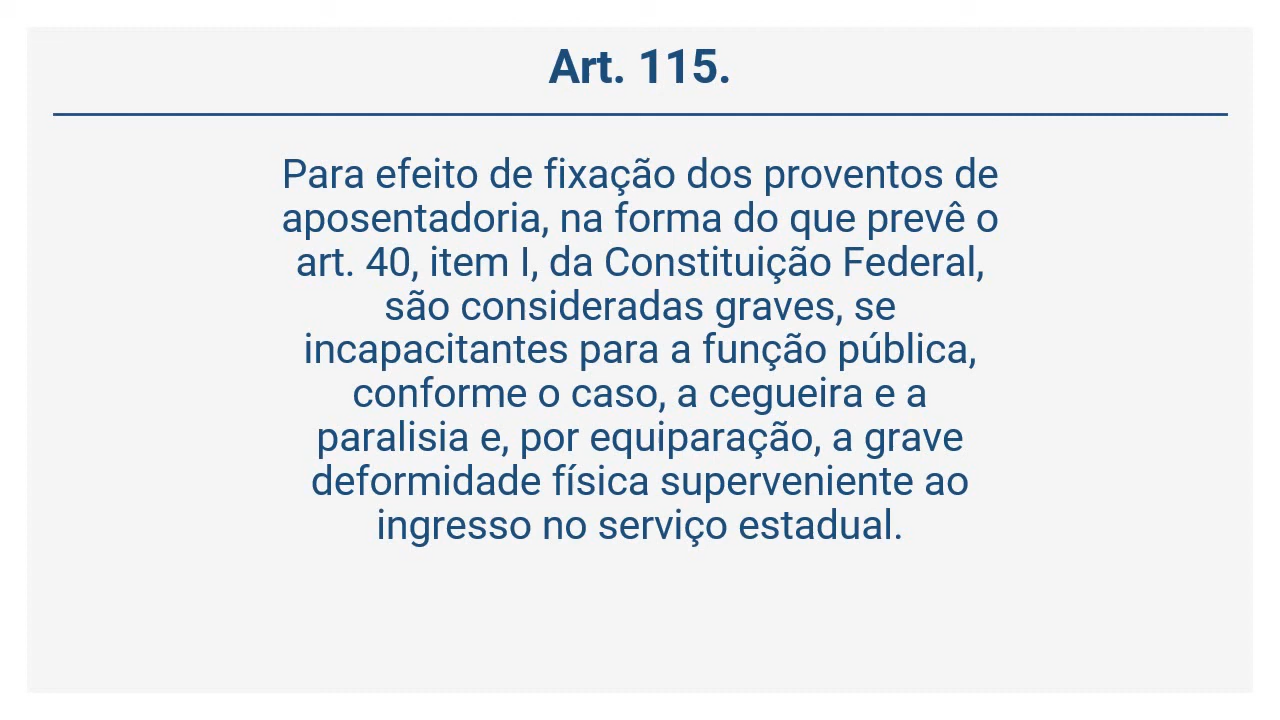 Art. 115.
Para efeito de fixação dos proventos de
aposentadoria, na forma do que prevê o
art. 40, item I, da Constituição Federal,
são consideradas graves, se
incapacitantes para a função pública,
conforme o caso, a cegueira e a
paralisia e, por equiparação, a grave
deformidade física superveniente ao
ingresso no serviço estadual.